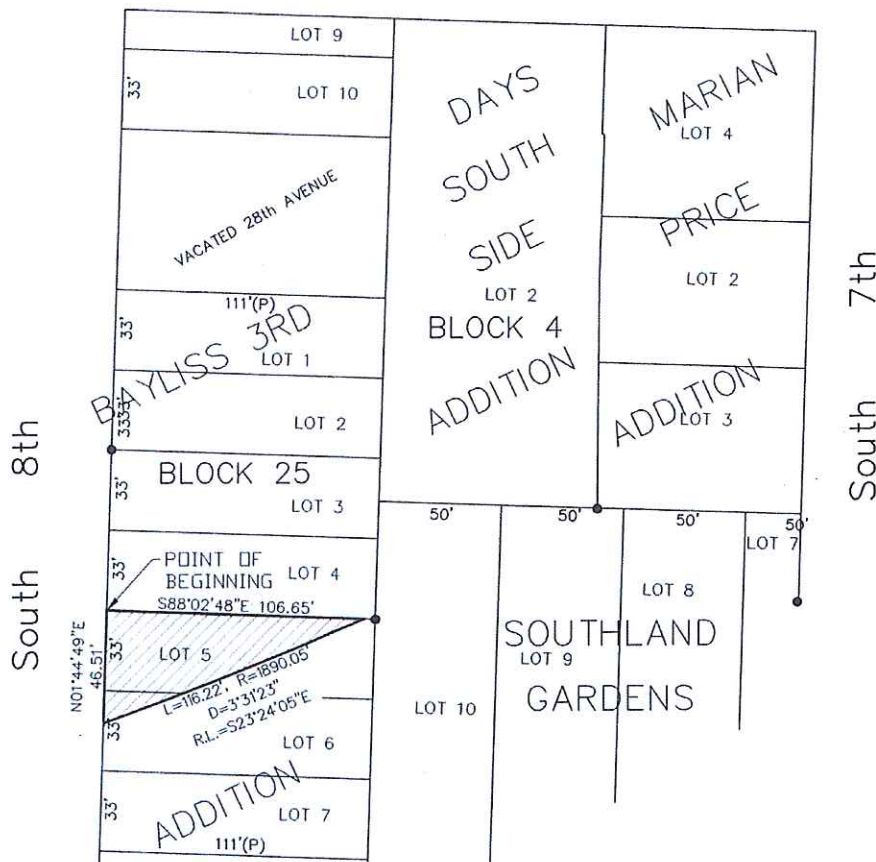 LOT 9
33'
LOT 10
VACATED 28th AVENUE
111'(P)
33'
LOT 1
BAYLISS 3RD
3333'
LOT 2
BLOCK 25
33'
LOT 3
33'
LOT 4
POINT OF
BEGINNING
S88°02'48"E 106.65'
33'
LOT 5
N01°44'49"E
46.51'
L=116.22', R=1890.05'
D=3°31'23"
R.L.=S23°24'05"E
33'
LOT 6
33'
LOT 7
ADDITION
111'(P)
South 8th
DAYS
SOUTH
SIDE
LOT 2
BLOCK 4
ADDITION
MARIAN
LOT 4
PRICE
LOT 2
ADDITION
LOT 3
50'
50'
50'
50'
LOT 7
LOT 8
SOUTHLAND
LOT 9
GARDENS
LOT 10
South 7th